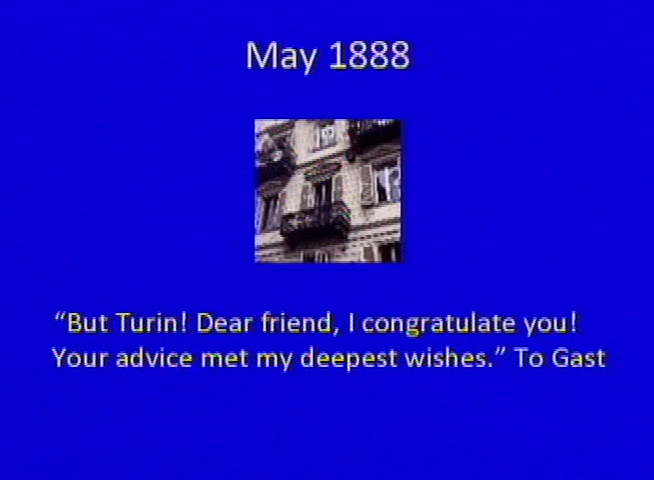 May 1888
“But Turin! Dear friend, I congratulate you!
Your advice met my deepest wishes.” To Gast